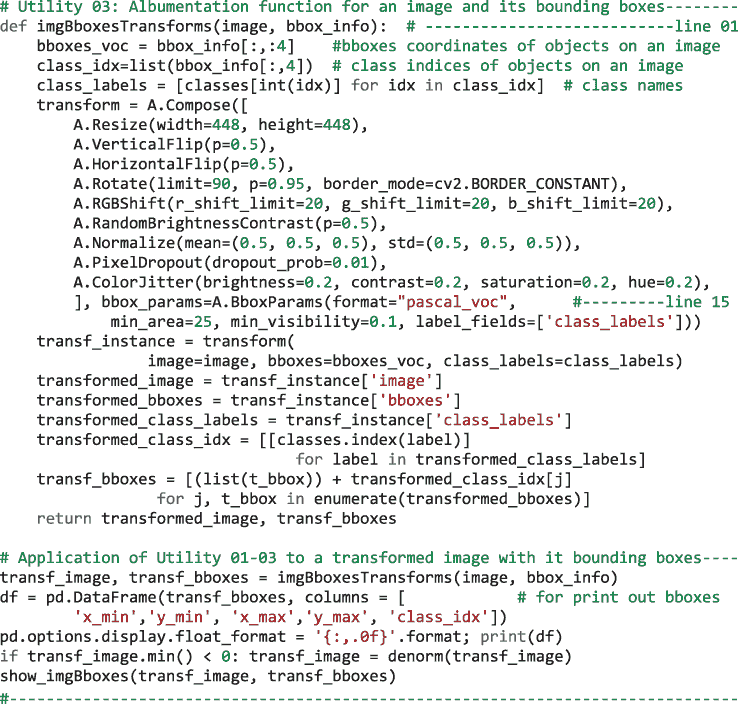 # Utility 03: Albumentation function for an image and its bounding boxes--------
def imgBboxesTransforms(image, bbox_info):  # ---------------------------line 01
    bboxes_voc = bbox_info[:,:4]    #bboxes coordinates of objects on an image
    class_idx=list(bbox_info[:,4])  # class indices of objects on an image
    class_labels = [classes[int(idx)] for idx in class_idx]  # class names
    transform = A.Compose([
        A.Resize(width=448, height=448),
        A.VerticalFlip(p=0.5),
        A.HorizontalFlip(p=0.5),
        A.Rotate(limit=90, p=0.95, border_mode=cv2.BORDER_CONSTANT),
        A.RGBShift(r_shift_limit=20, g_shift_limit=20, b_shift_limit=20),
        A.RandomBrightnessContrast(p=0.5),
        A.Normalize(mean=(0.5, 0.5, 0.5), std=(0.5, 0.5, 0.5)),
        A.PixelDropout(dropout_prob=0.01),
        A.ColorJitter(brightness=0.2, contrast=0.2, saturation=0.2, hue=0.2),
        ], bbox_params=A.BboxParams(format="pascal_voc",      #---------line 15
            min_area=25, min_visibility=0.1, label_fields=['class_labels']))
    transf_instance = transform(
                image=image, bboxes=bboxes_voc, class_labels=class_labels)
    transformed_image = transf_instance['image']
    transformed_bboxes = transf_instance['bboxes']
    transformed_class_labels = transf_instance['class_labels']
    transformed_class_idx = [[classes.index(label)]
                                for label in transformed_class_labels]
    transf_bboxes = [(list(t_bbox)) + transformed_class_idx[j]
                 for j, t_bbox in enumerate(transformed_bboxes)]
    return transformed_image, transf_bboxes
# Application of Utility 01-03 to a transformed image with it bounding boxes----
transf_image, transf_bboxes = imgBboxesTransforms(image, bbox_info)
df = pd.DataFrame(transf_bboxes, columns = [            # for print out bboxes
        'x_min','y_min', 'x_max','y_max', 'class_idx'])
pd.options.display.float_format = '{:,.0f}'.format; print(df)
if transf_image.min() < 0: transf_image = denorm(transf_image)
show_imgBboxes(transf_image, transf_bboxes)
#-------------------------------------------------------------------------------